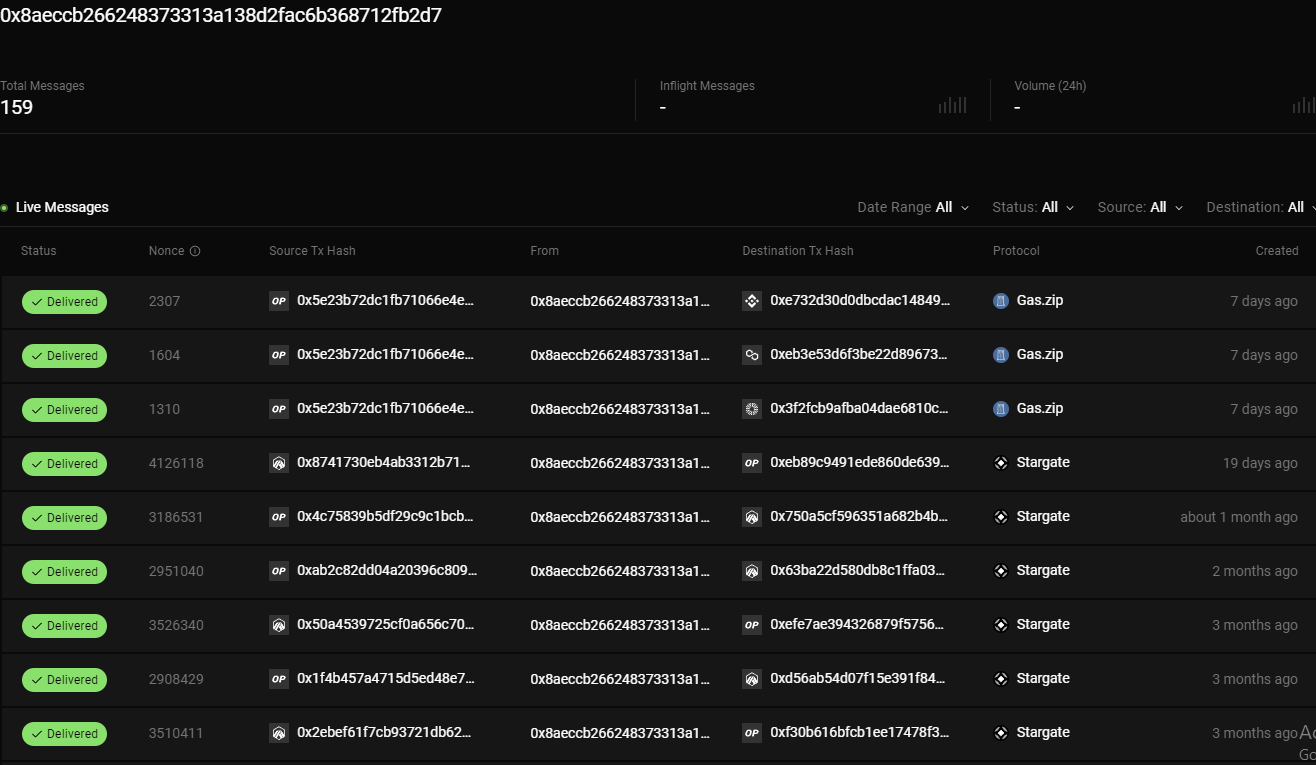 0x8aeccb266248373313a138d2fac6b368712fb2d7
Total Messages Inflight Messages Volume (24h)
159 - -
Live Messages Date Range All Status: All Source: All Destination: All
Status Nonce Source Tx Hash From Destination Tx Hash Protocol Created
Delivered 2307 OP 0x5e23b72dc1fb71066e4e... 0x8aeccb266248373313a1... 0xe732d30d0dbcdac14849... Gas.zip 7 days ago
Delivered 1604 OP 0x5e23b72dc1fb71066e4e... 0x8aeccb266248373313a1... 0xeb3e53d6f3be22d89673... Gas.zip 7 days ago
Delivered 1310 OP 0x5e23b72dc1fb71066e4e... 0x8aeccb266248373313a1... 0x3f2fcb9afba04dae6810c... Gas.zip 7 days ago
Delivered 4126118 0x8741730eb4ab3312b71... 0x8aeccb266248373313a1... OP 0xeb89c9491ede860de639... Stargate 19 days ago
Delivered 3186531 OP 0x4c75839b5df29c9c1bcb... 0x8aeccb266248373313a1... 0x750a5cf596351a682b4b... Stargate about 1 month ago
Delivered 2951040 OP 0xab2c82dd04a20396c809... 0x8aeccb266248373313a1... 0x63ba22d580db8c1ffa03... Stargate 2 months ago
Delivered 3526340 0x50a4539725cf0a656c70... 0x8aeccb266248373313a1... OP 0xefe7ae394326879f5756... Stargate 3 months ago
Delivered 2908429 OP 0x1f4b457a4715d5ed48e7... 0x8aeccb266248373313a1... 0xd56ab54d07f15e391f84... Stargate 3 months ago
Delivered 3510411 0x2ebef61f7cb93721db62... 0x8aeccb266248373313a1... OP 0xf30b616bfcb1ee17478f3... Stargate 3 months ago